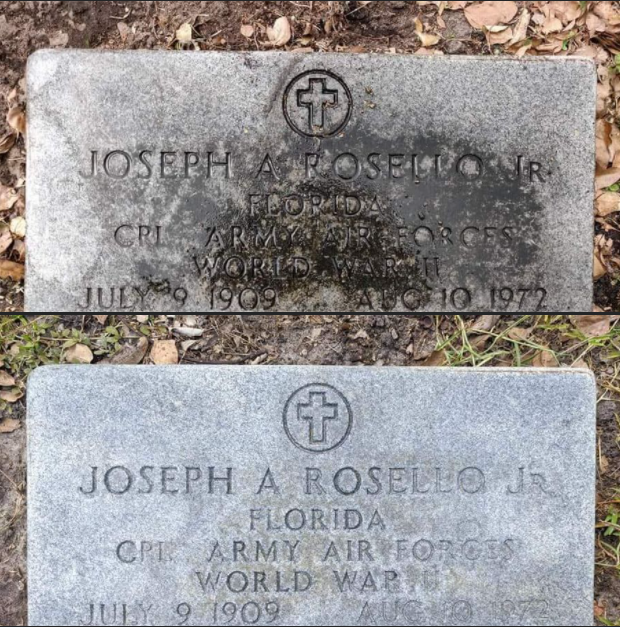 JOSEPH A ROSELLO JR
FLORIDA
CPL ARMY AIR FORCES
WORLD WAR II
JULY 9 1909 AUG 10 1972
JOSEPH A ROSELLO JR
FLORIDA
CPL ARMY AIR FORCES
WORLD WAR II
JULY 9 1909 AUG 10 1972